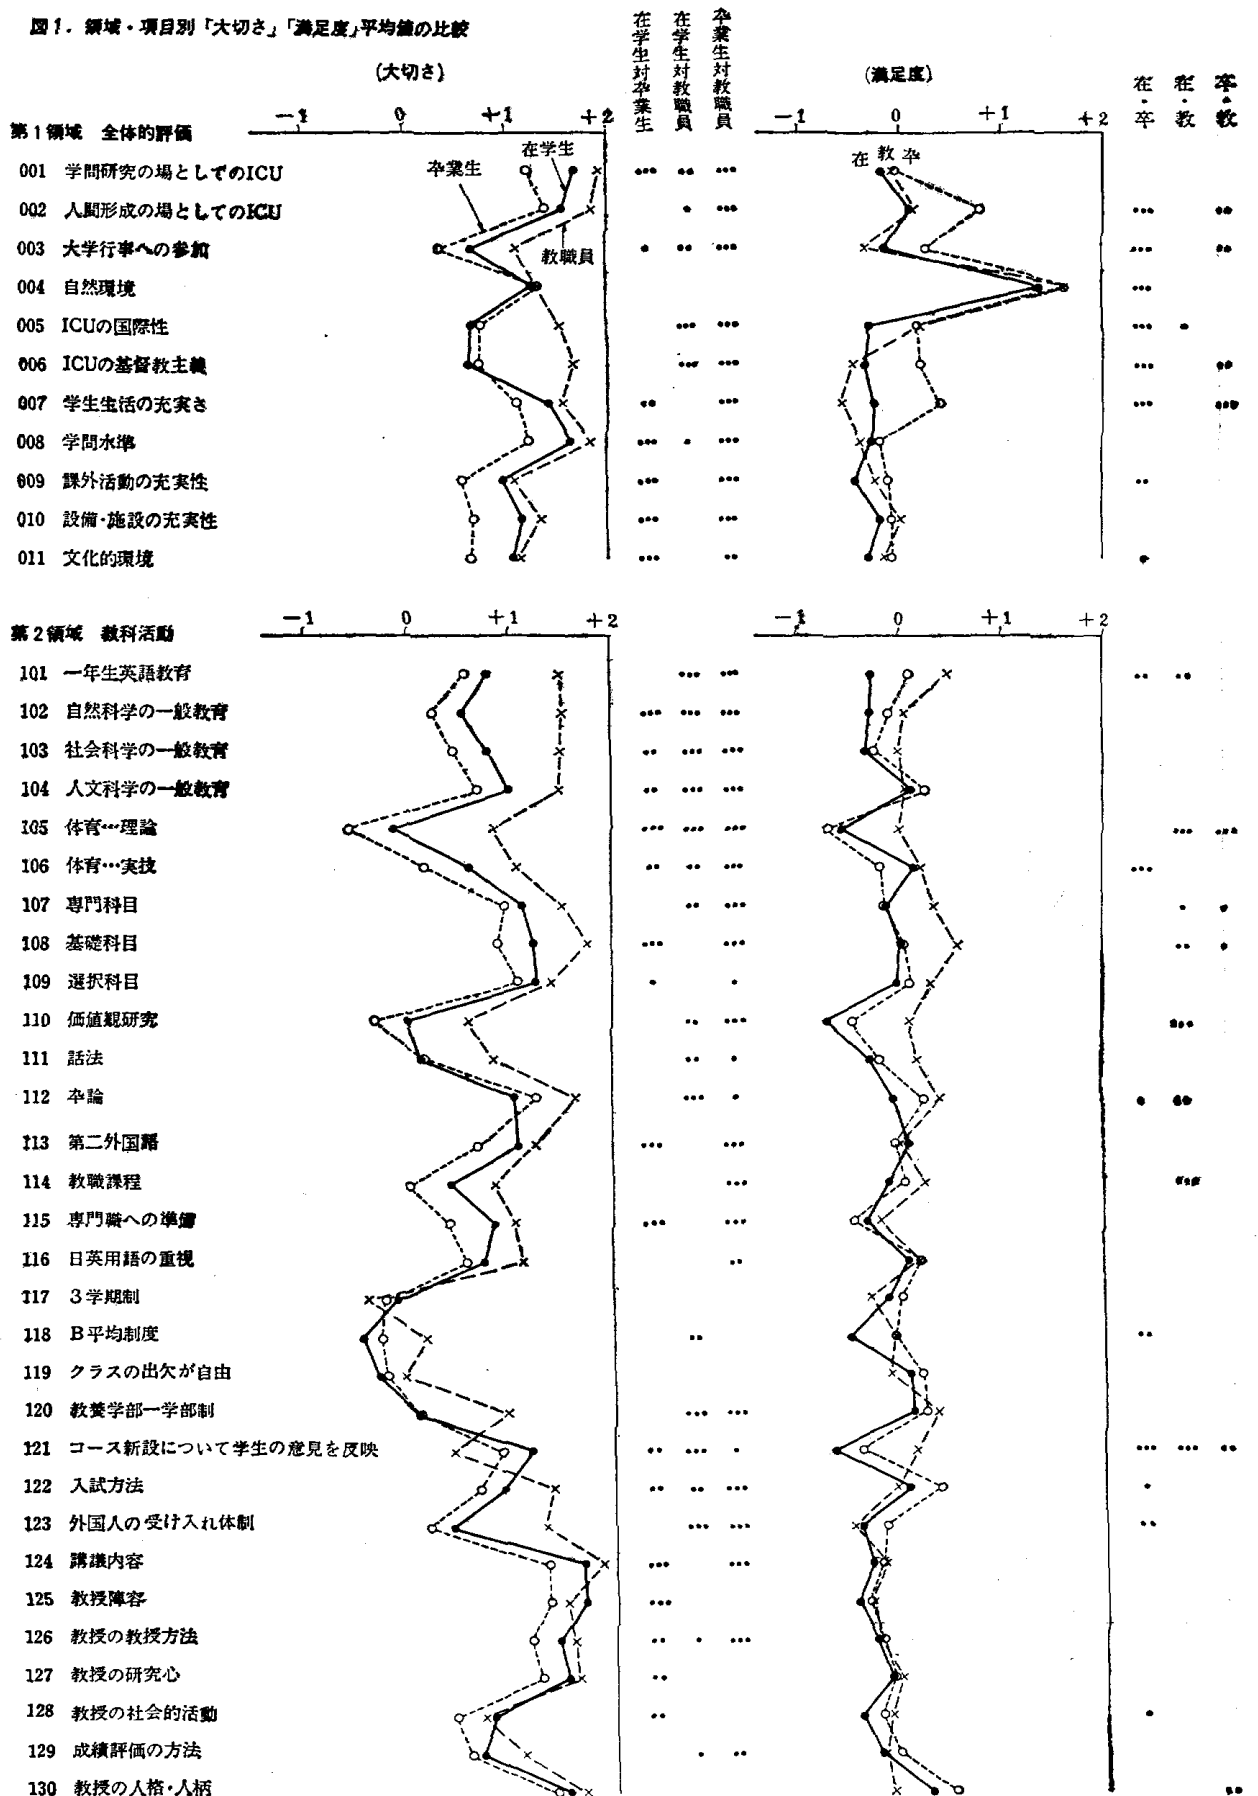 図1. 領域・項目別「大切さ」「満足度」平均値の比較
(大切さ)
在学生対卒業生
在学生対教職員
卒業生対教職員
(満足度)
在・卒
在・教
卒・教
第1領域 全体的評価
−1 0 +1 +2
−1 0 +1 +2
卒業生
在学生
教職員
在 教 卒
001 学問研究の場としてのICU ••• •• •••
002 人間形成の場としてのICU • ••• ••• ••
003 大学行事への参加 • •• ••• ••• ••
004 自然環境 •••
005 ICUの国際性 ••• ••• ••• •
006 ICUの基督教主義 ••• ••• ••• ••
007 学生生活の充実さ •• ••• ••• •••
008 学問水準 ••• • •••
009 課外活動の充実性 ••• ••• ••
010 設備・施設の充実性 ••• •••
011 文化的環境 ••• •• •
第2領域 教科活動
−1 0 +1 +2
−1 0 +1 +2
101 一年生英語教育 ••• ••• •• ••
102 自然科学の一般教育 ••• ••• •••
103 社会科学の一般教育 •• ••• •••
104 人文科学の一般教育 •• ••• •••
105 体育…理論 ••• ••• ••• ••• •••
106 体育…実技 •• •• ••• •••
107 専門科目 •• ••• • •
108 基礎科目 ••• ••• •• •
109 選択科目 • •
110 価値観研究 •• ••• •••
111 話法 •• •
112 卒論 ••• • • ••
113 第二外国語 ••• •••
114 教職課程 ••• •••
115 専門職への準備 ••• •••
116 日英用語の重視 ••
117 3学期制
118 B平均制度 •• ••
119 クラスの出欠が自由
120 教養学部一学部制 ••• •••
121 コース新設について学生の意見を反映 •• ••• • ••• ••• ••
122 入試方法 •• •• ••• •
123 外国人の受け入れ体制 ••• ••• ••
124 講議内容 ••• •••
125 教授陣容 •••
126 教授の教授方法 •• • •••
127 教授の研究心 ••
128 教授の社会的活動 •• •
129 成績評価の方法 • ••
130 教授の人格・人柄 ••